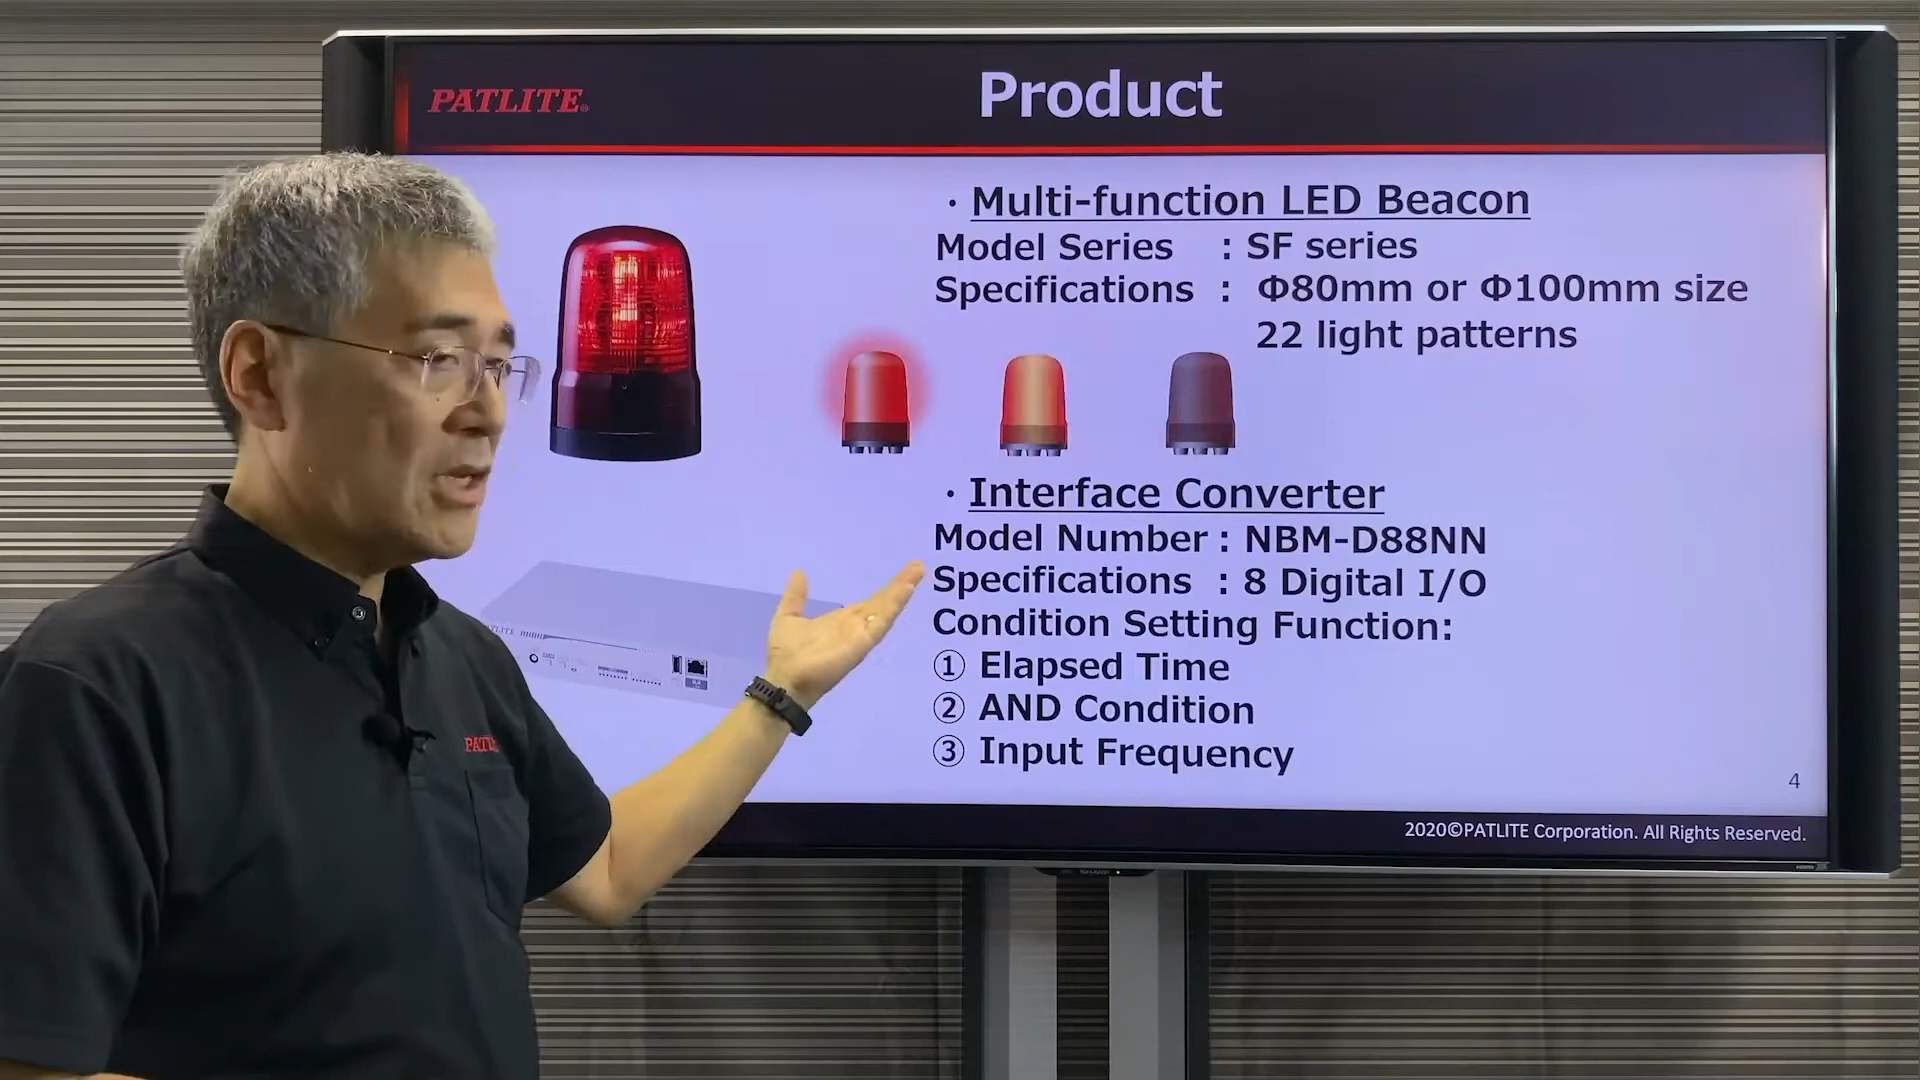 PATLITE
Product
・Multi-function LED Beacon
Model Series : SF series
Specifications : Φ80mm or Φ100mm size
22 light patterns
・Interface Converter
Model Number : NBM-D88NN
Specifications : 8 Digital I/O
Condition Setting Function:
① Elapsed Time
② AND Condition
③ Input Frequency
4
2020©PATLITE Corporation. All Rights Reserved.
SHARP